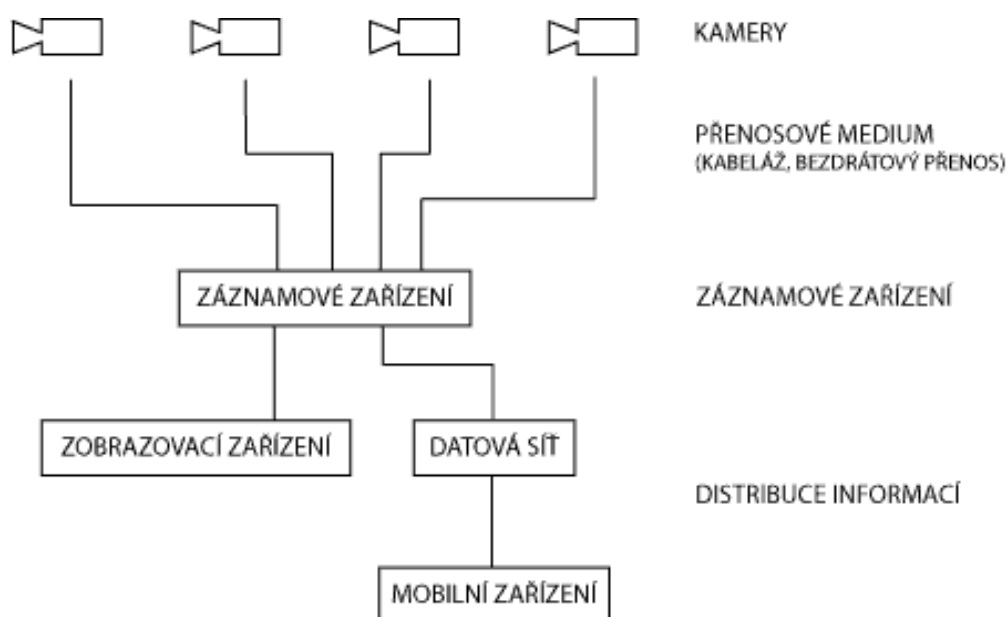 KAMERY
PŘENOSOVÉ MEDIUM
(KABELÁŽ, BEZDRÁTOVÝ PŘENOS)
ZÁZNAMOVÉ ZAŘÍZENÍ
ZÁZNAMOVÉ ZAŘÍZENÍ
ZOBRAZOVACÍ ZAŘÍZENÍ
DATOVÁ SÍŤ
DISTRIBUCE INFORMACÍ
MOBILNÍ ZAŘÍZENÍ